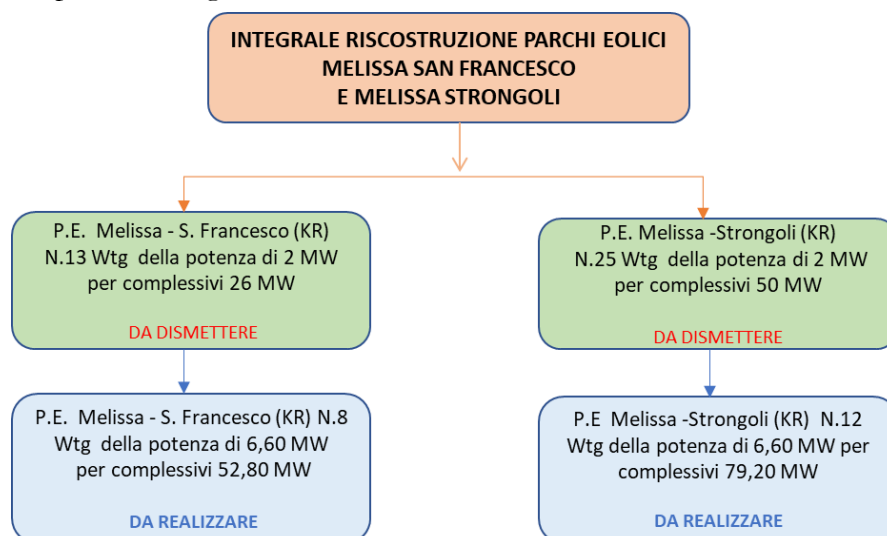 INTEGRALE RISCOSTRUZIONE PARCHI EOLICI
MELISSA SAN FRANCESCO
E MELISSA STRONGOLI
P.E. Melissa - S. Francesco (KR)
N.13 Wtg della potenza di 2 MW
per complessivi 26 MW
DA DISMETTERE
P.E. Melissa -Strongoli (KR)
N.25 Wtg della potenza di 2 MW
per complessivi 50 MW
DA DISMETTERE
P.E. Melissa - S. Francesco (KR) N.8
Wtg della potenza di 6,60 MW
per complessivi 52,80 MW
DA REALIZZARE
P.E Melissa -Strongoli (KR) N.12
Wtg della potenza di 6,60 MW per
complessivi 79,20 MW
DA REALIZZARE